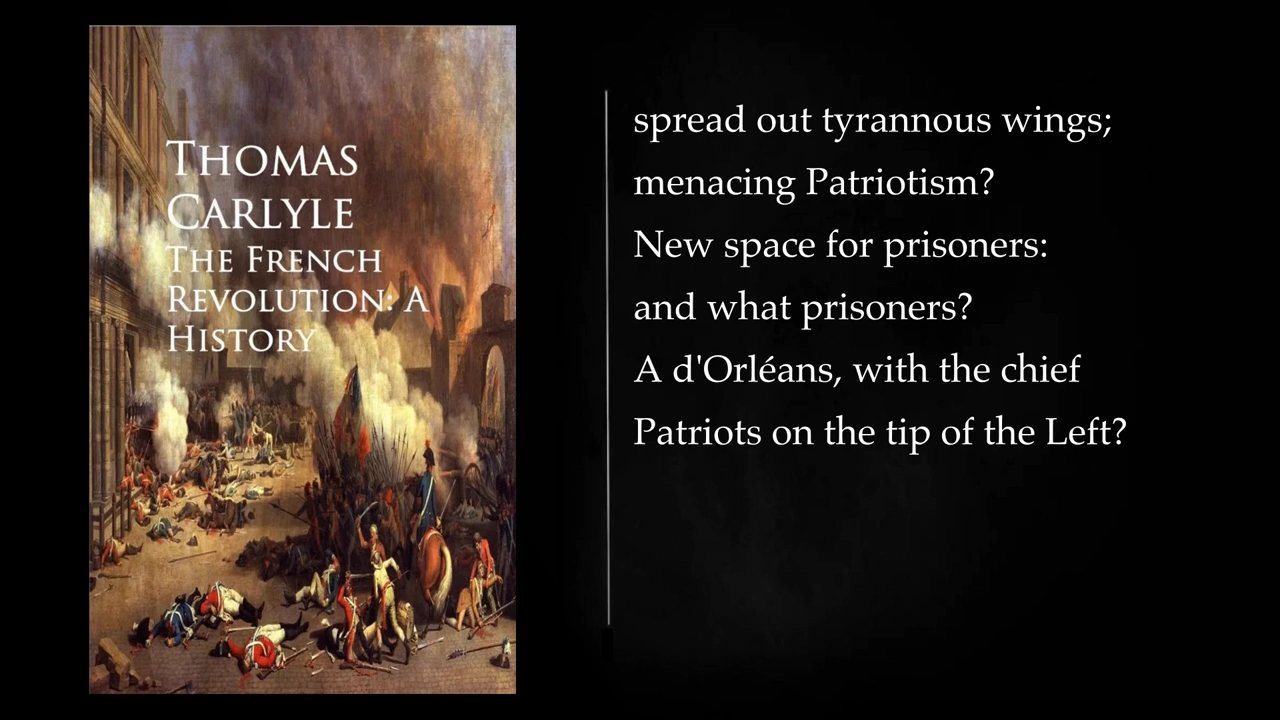 THOMAS
CARLYLE
THE FRENCH
REVOLUTION: A
HISTORY
spread out tyrannous wings;
menacing Patriotism?
New space for prisoners:
and what prisoners?
A d'Orléans, with the chief
Patriots on the tip of the Left?